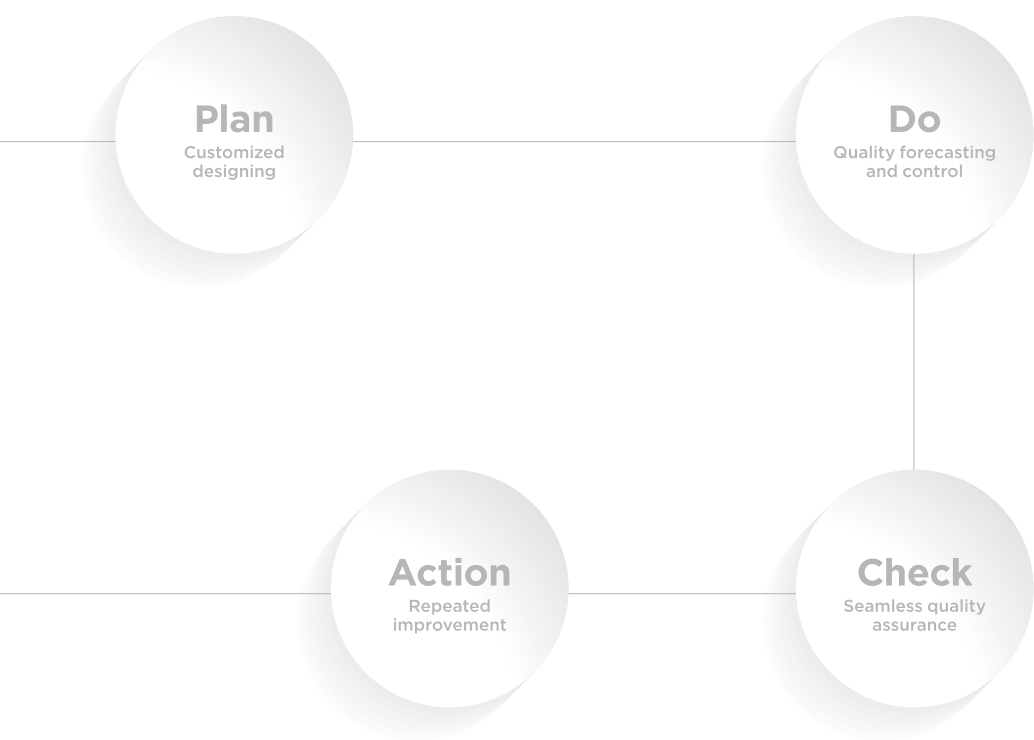 Plan
Customized
designing
Do
Quality forecasting
and control
Action
Repeated
improvement
Check
Seamless quality
assurance